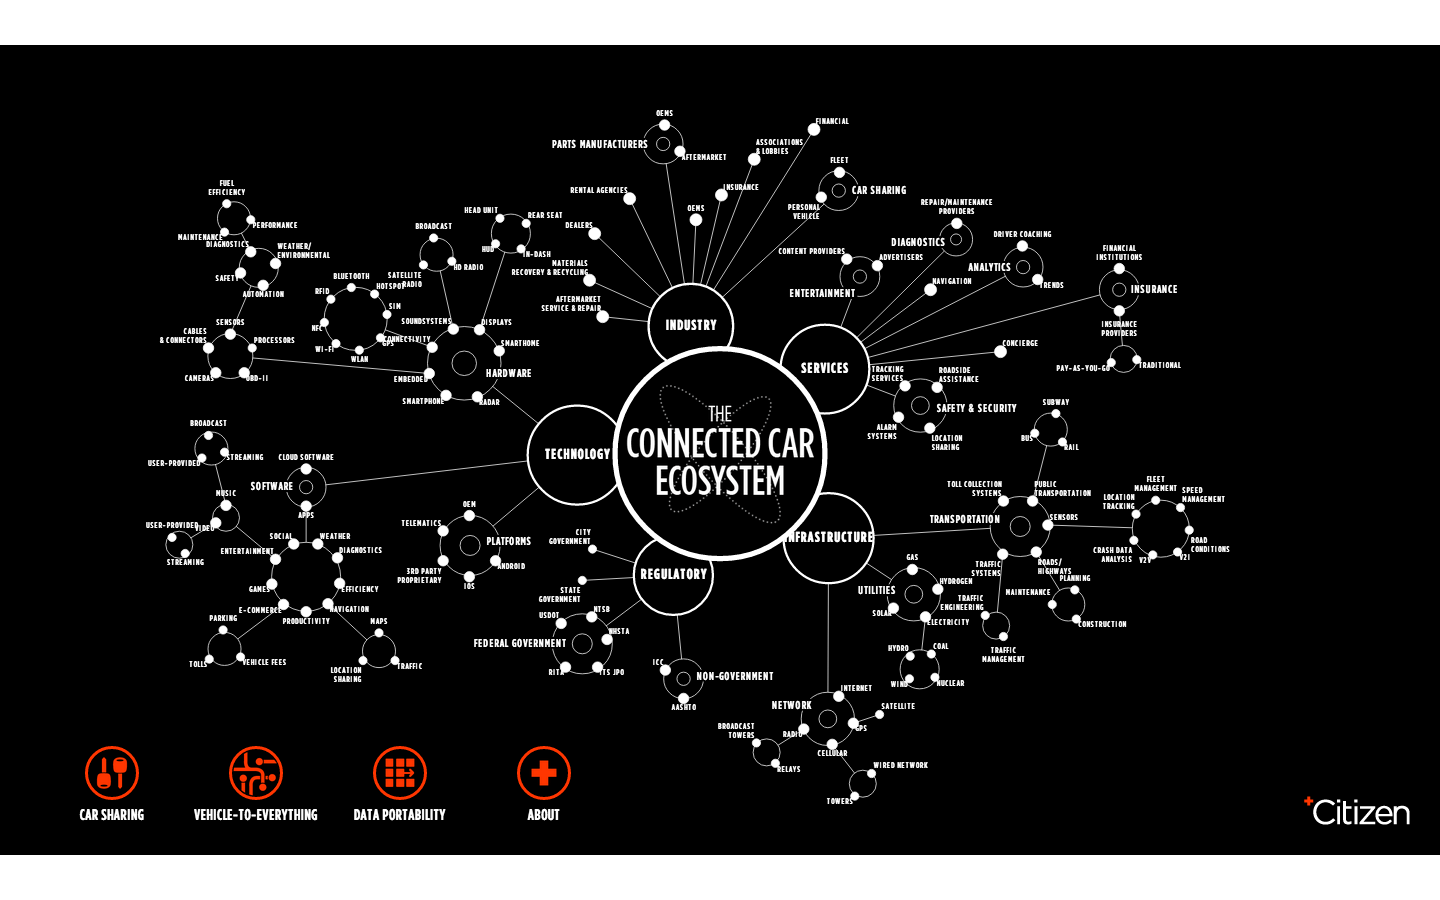 OEMS
PARTS MANUFACTURERS
AFTERMARKET
FINANCIAL
ASSOCIATIONS
& LOBBIES
FLEET
CAR SHARING
PERSONAL
VEHICLE
RENTAL AGENCIES
INSURANCE
OEMS
DEALERS
MATERIALS
RECOVERY & RECYCLING
AFTERMARKET
SERVICE & REPAIR
INDUSTRY
REPAIR/MAINTENANCE
PROVIDERS
DIAGNOSTICS
DRIVER COACHING
ANALYTICS
TRENDS
CONTENT PROVIDERS
ADVERTISERS
ENTERTAINMENT
NAVIGATION
FINANCIAL
INSTITUTIONS
INSURANCE
INSURANCE
PROVIDERS
PAY-AS-YOU-GO
TRADITIONAL
CONCIERGE
SERVICES
TRACKING
SERVICES
ROADSIDE
ASSISTANCE
SAFETY & SECURITY
ALARM
SYSTEMS
LOCATION
SHARING
FUEL
EFFICIENCY
PERFORMANCE
MAINTENANCE
DIAGNOSTICS
WEATHER/
ENVIRONMENTAL
SAFETY
AUTOMATION
SENSORS
CABLES
& CONNECTORS
PROCESSORS
CAMERAS
OBD-II
BLUETOOTH
HOTSPOT
RFID
SIM
NFC
GPS
WI-FI
WLAN
BROADCAST
SATELLITE
RADIO
HD RADIO
HEAD UNIT
REAR SEAT
HUD
IN-DASH
SOUNDSYSTEMS
DISPLAYS
CONNECTIVITY
SMARTHOME
HARDWARE
EMBEDDED
SMARTPHONE
RADAR
THE
CONNECTED CAR
ECOSYSTEM
TECHNOLOGY
BROADCAST
USER-PROVIDED
STREAMING
CLOUD SOFTWARE
SOFTWARE
APPS
MUSIC
USER-PROVIDED
VIDEO
STREAMING
SOCIAL
WEATHER
ENTERTAINMENT
DIAGNOSTICS
GAMES
EFFICIENCY
E-COMMERCE
NAVIGATION
PRODUCTIVITY
PARKING
TOLLS
VEHICLE FEES
MAPS
LOCATION
SHARING
TRAFFIC
OEM
TELEMATICS
PLATFORMS
3RD PARTY
PROPRIETARY
ANDROID
IOS
CITY
GOVERNMENT
REGULATORY
STATE
GOVERNMENT
USDOT
NTSB
NHSTA
FEDERAL GOVERNMENT
RITA
ITS JPO
ICC
NON-GOVERNMENT
AASHTO
INFRASTRUCTURE
SUBWAY
BUS
RAIL
TOLL COLLECTION
SYSTEMS
PUBLIC
TRANSPORTATION
TRANSPORTATION
SENSORS
FLEET
MANAGEMENT
SPEED
MANAGEMENT
LOCATION
TRACKING
ROAD
CONDITIONS
CRASH DATA
ANALYSIS
V2V
V2I
TRAFFIC
SYSTEMS
ROADS/
HIGHWAYS
PLANNING
MAINTENANCE
CONSTRUCTION
TRAFFIC
ENGINEERING
TRAFFIC
MANAGEMENT
GAS
HYDROGEN
UTILITIES
SOLAR
ELECTRICITY
HYDRO
COAL
WIND
NUCLEAR
INTERNET
NETWORK
SATELLITE
GPS
RADIO
CELLULAR
BROADCAST
TOWERS
RELAYS
WIRED NETWORK
TOWERS
CAR SHARING
VEHICLE-TO-EVERYTHING
DATA PORTABILITY
ABOUT
Citizen